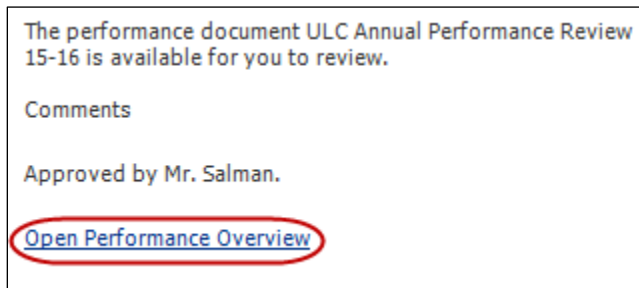 The performance document ULC Annual Performance Review
15-16 is available for you to review.
Comments
Approved by Mr. Salman.
Open Performance Overview